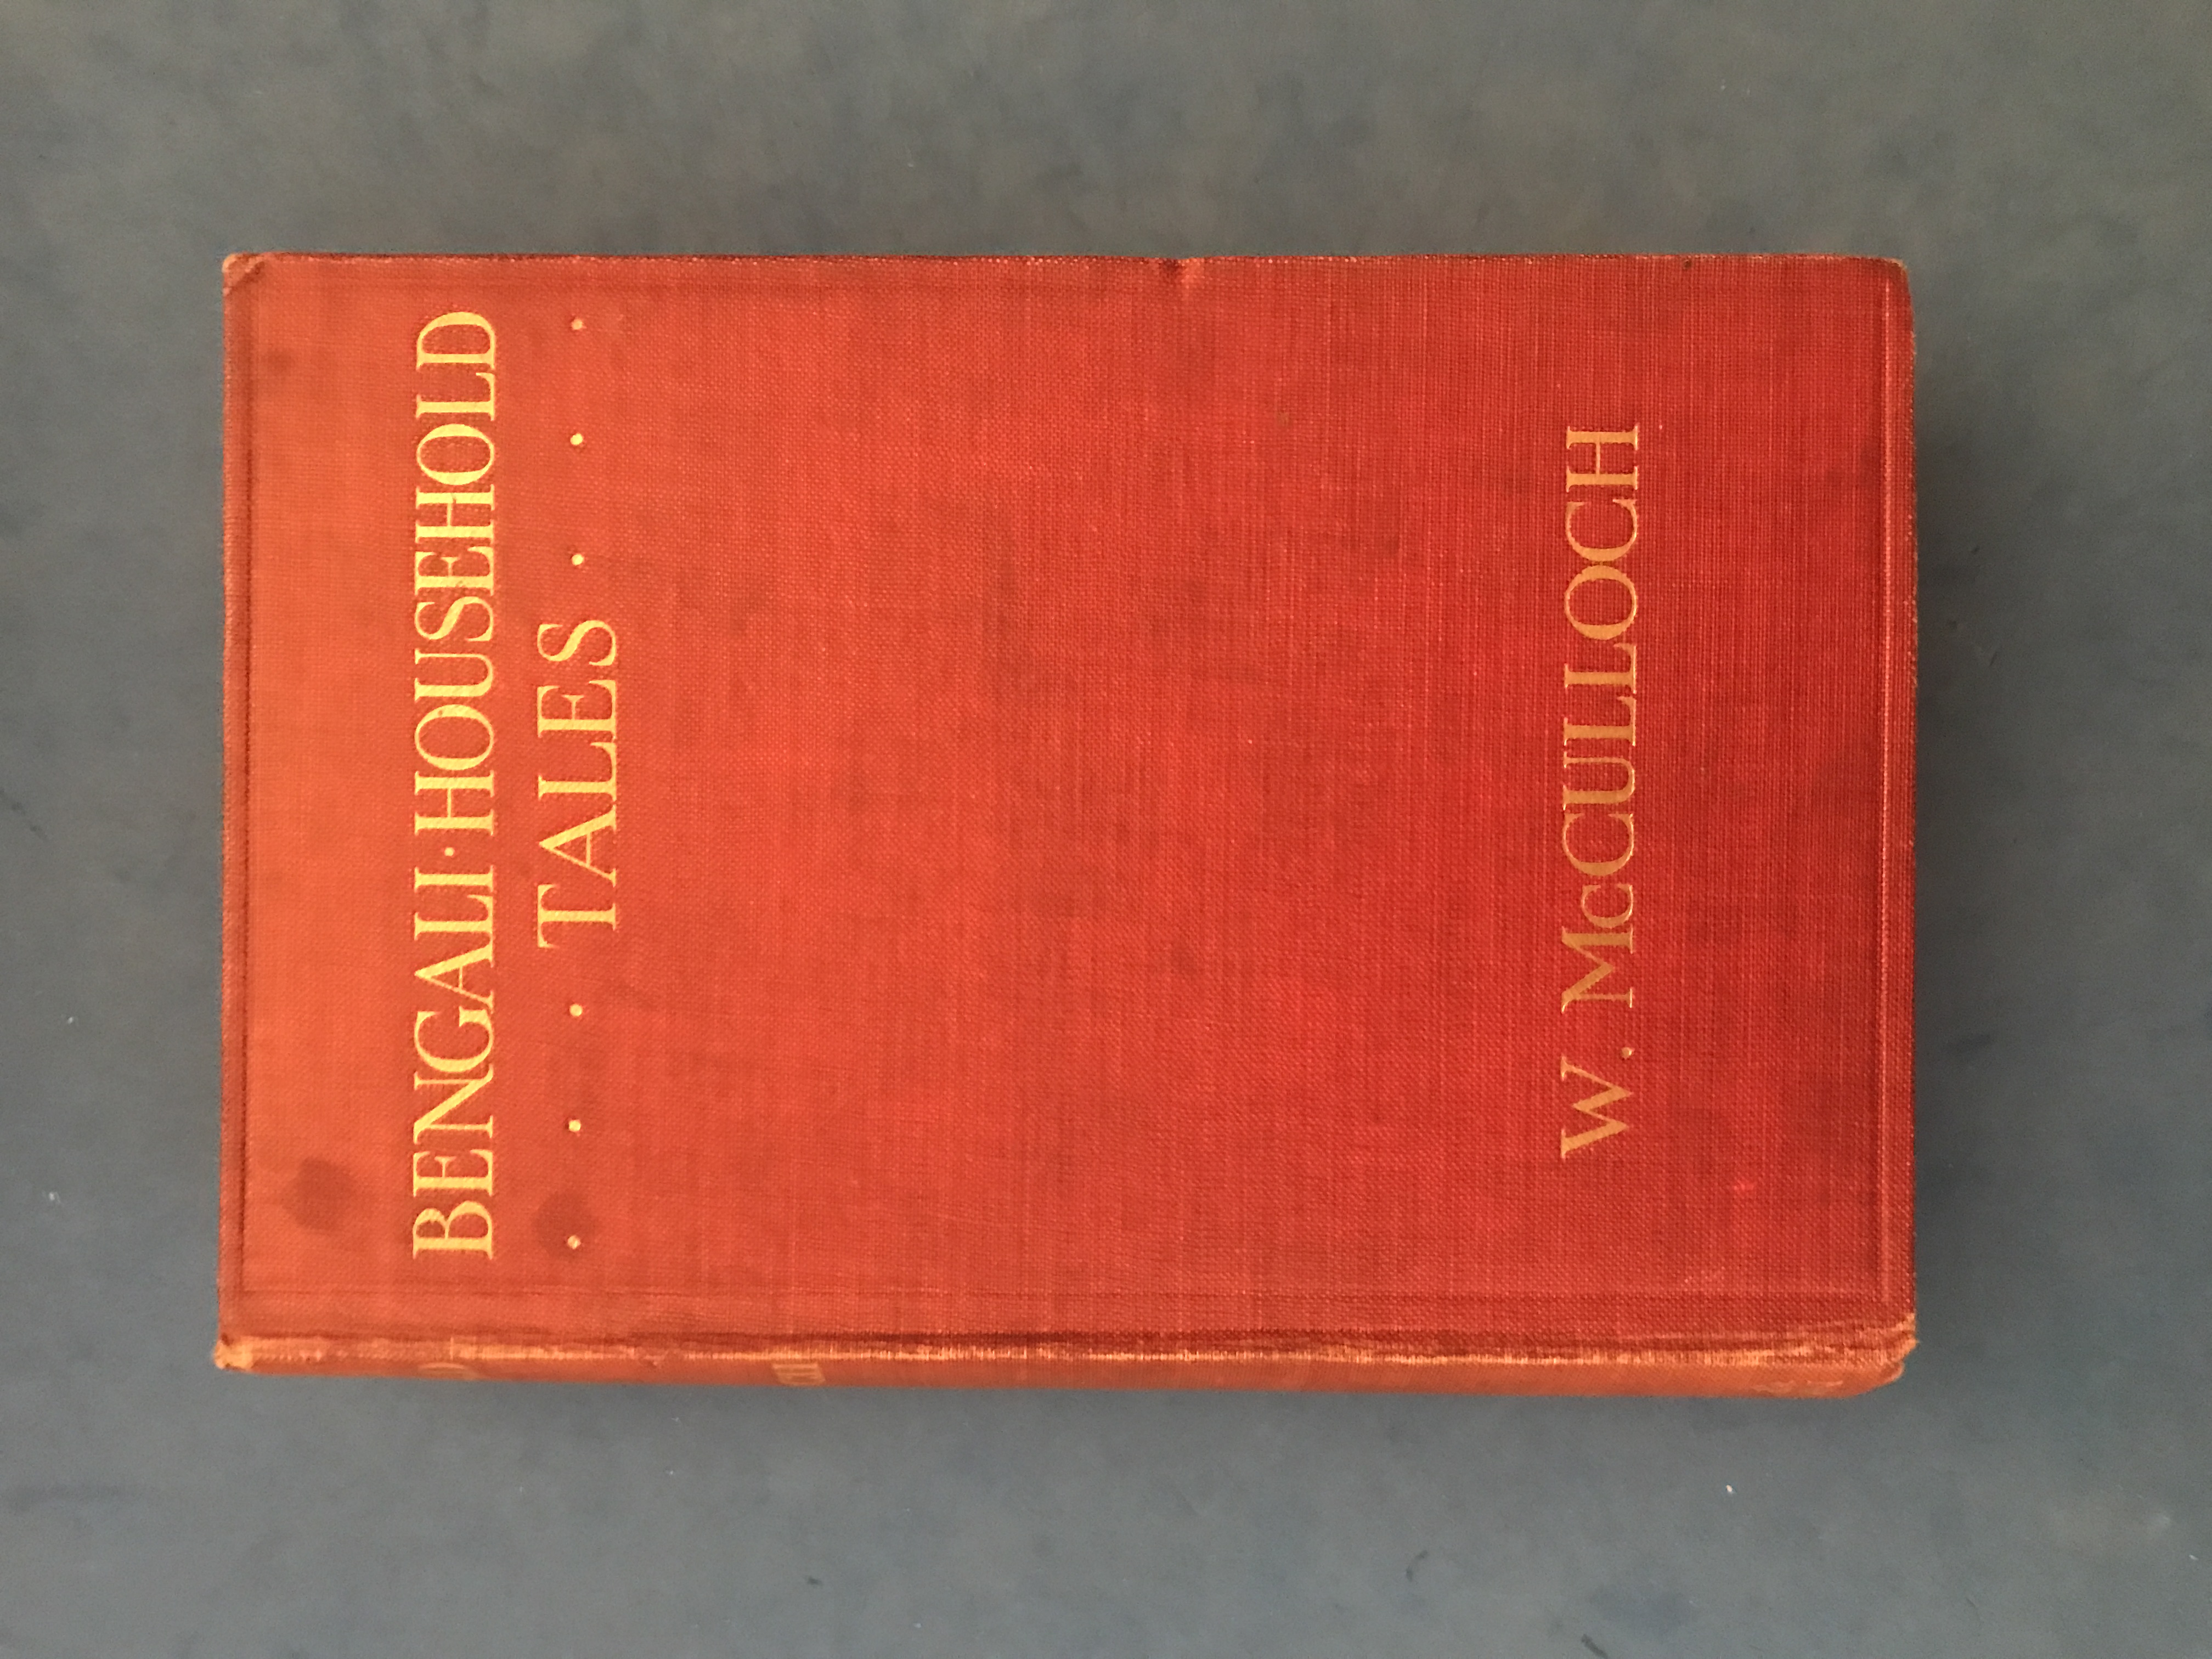 BENGALI·HOUSEHOLD
· · · TALES · · ·
W. McCULLOCH